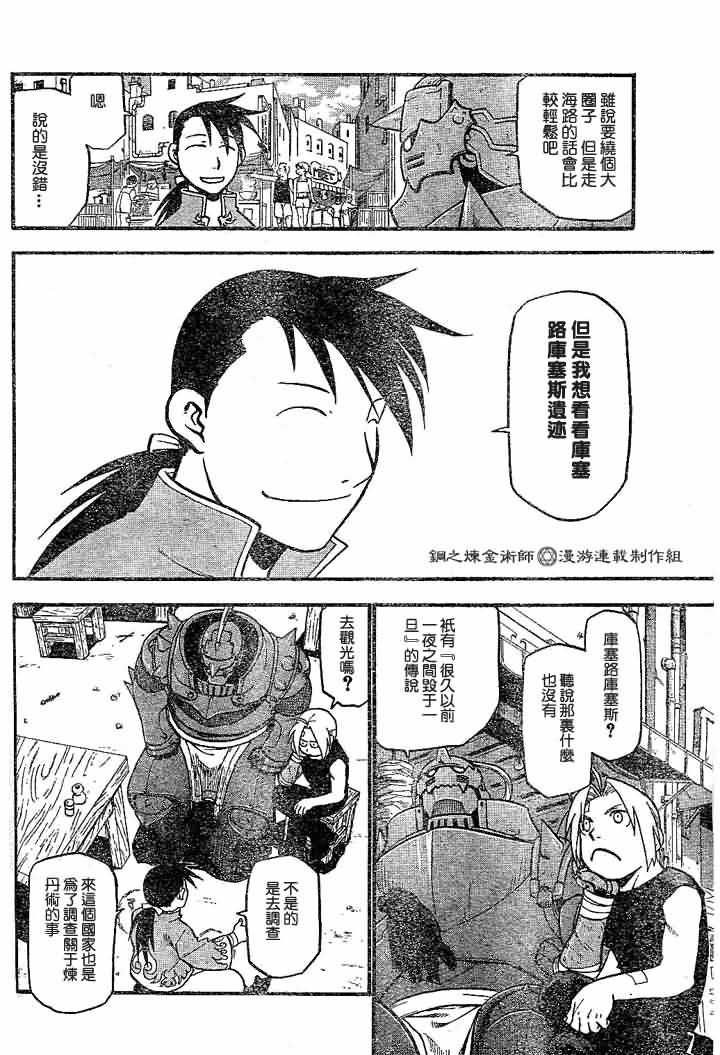 雖說要繞個大
圈子 但是走
海路的話會比
較輕鬆吧
嗯
說的是沒錯…
但是我想看看庫塞
路庫塞斯遺迹
鋼之煉金術師 漫游連載制作組
庫塞路庫塞斯？
聽說那裏什麼
也沒有
衹有『很久以前
一夜之間毀于一
旦』的傳說
去觀光嗎？
不是的
是去調查
來這個國家也是
為了調查關于煉
丹術的事